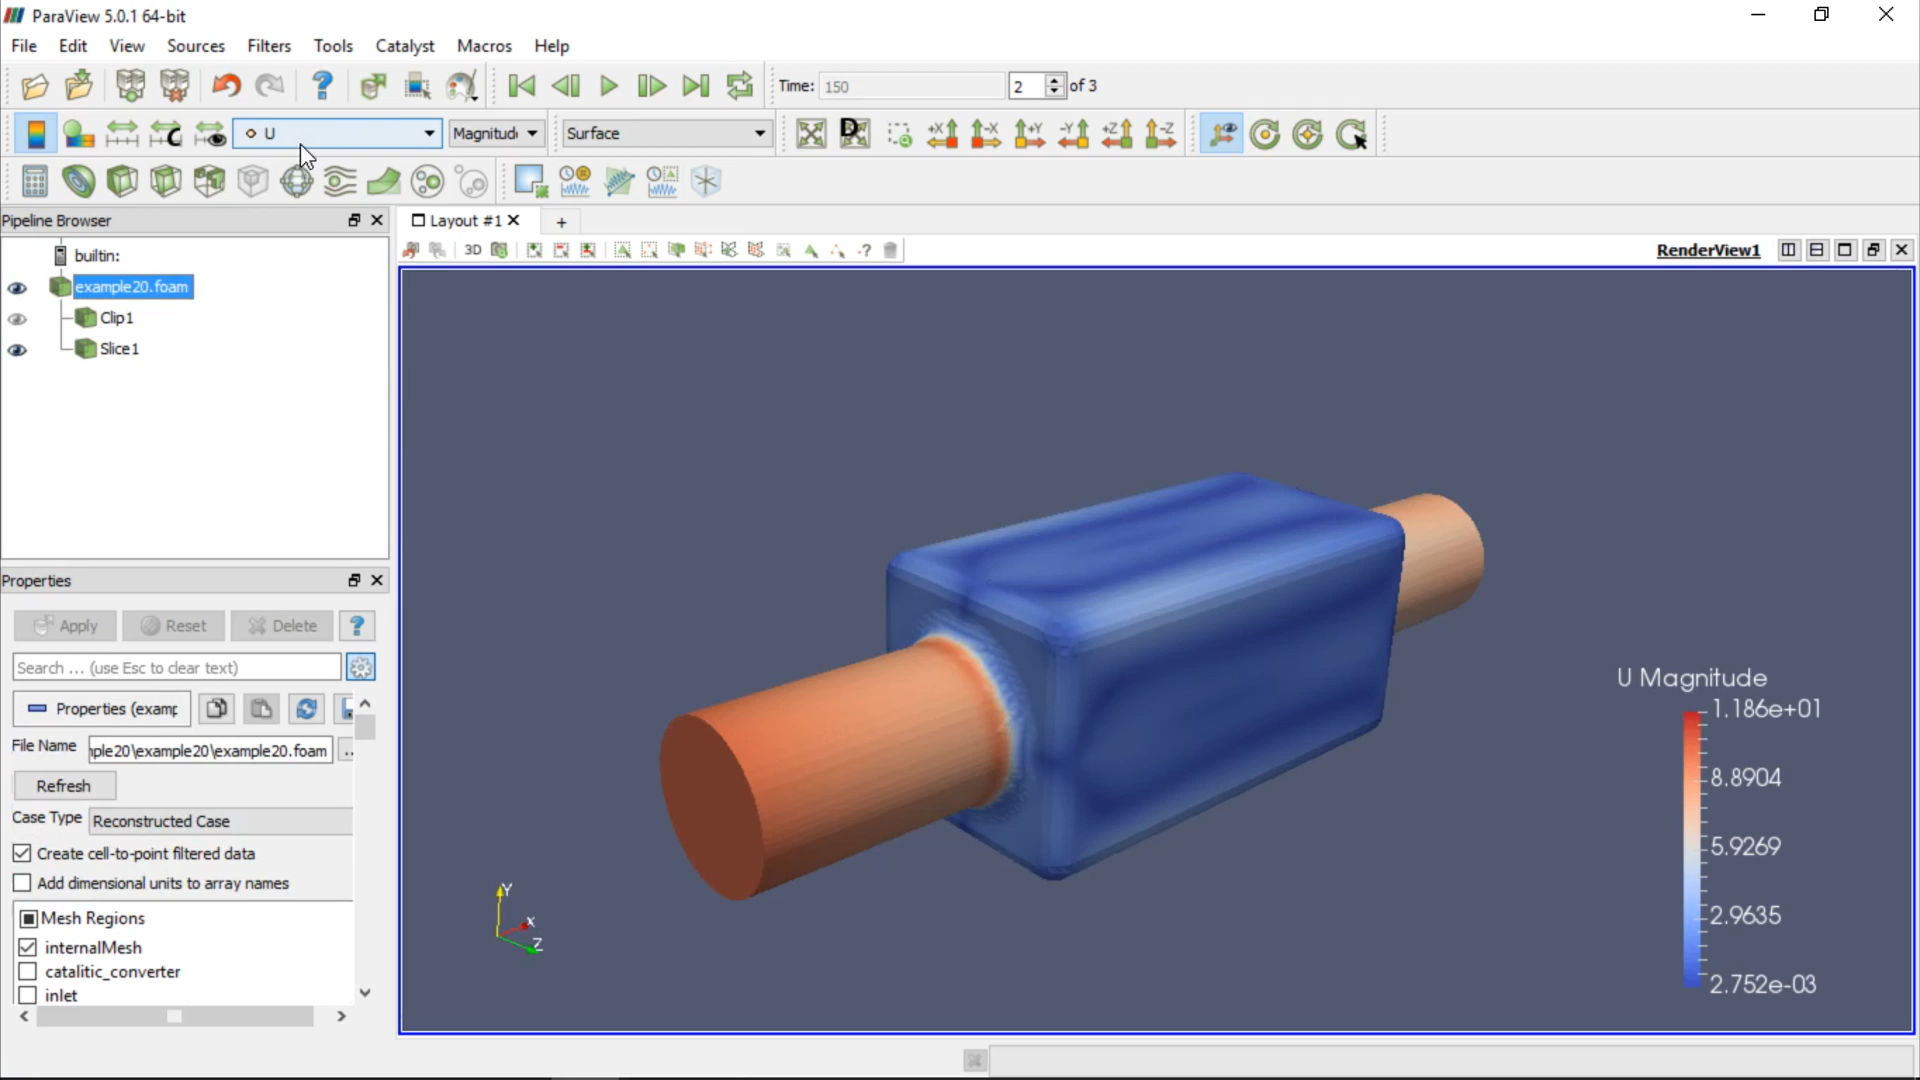 ParaView 5.0.1 64-bit
File Edit View Sources Filters Tools Catalyst Macros Help
Time: 150 2 of 3
U Magnitud Surface
D +X -X +Y -Y +Z -Z
Pipeline Browser
Layout #1 +
3D RenderView1
builtin:
example20.foam
Clip1
Slice1
Properties
Apply Reset Delete ?
Search ... (use Esc to clear text)
Properties (examp
File Name ple20\example20\example20.foam ..
Refresh
Case Type Reconstructed Case
Create cell-to-point filtered data
Add dimensional units to array names
Mesh Regions
internalMesh
catalitic_converter
inlet
U Magnitude
1.186e+01
8.8904
5.9269
2.9635
2.752e-03
Y
X
Z